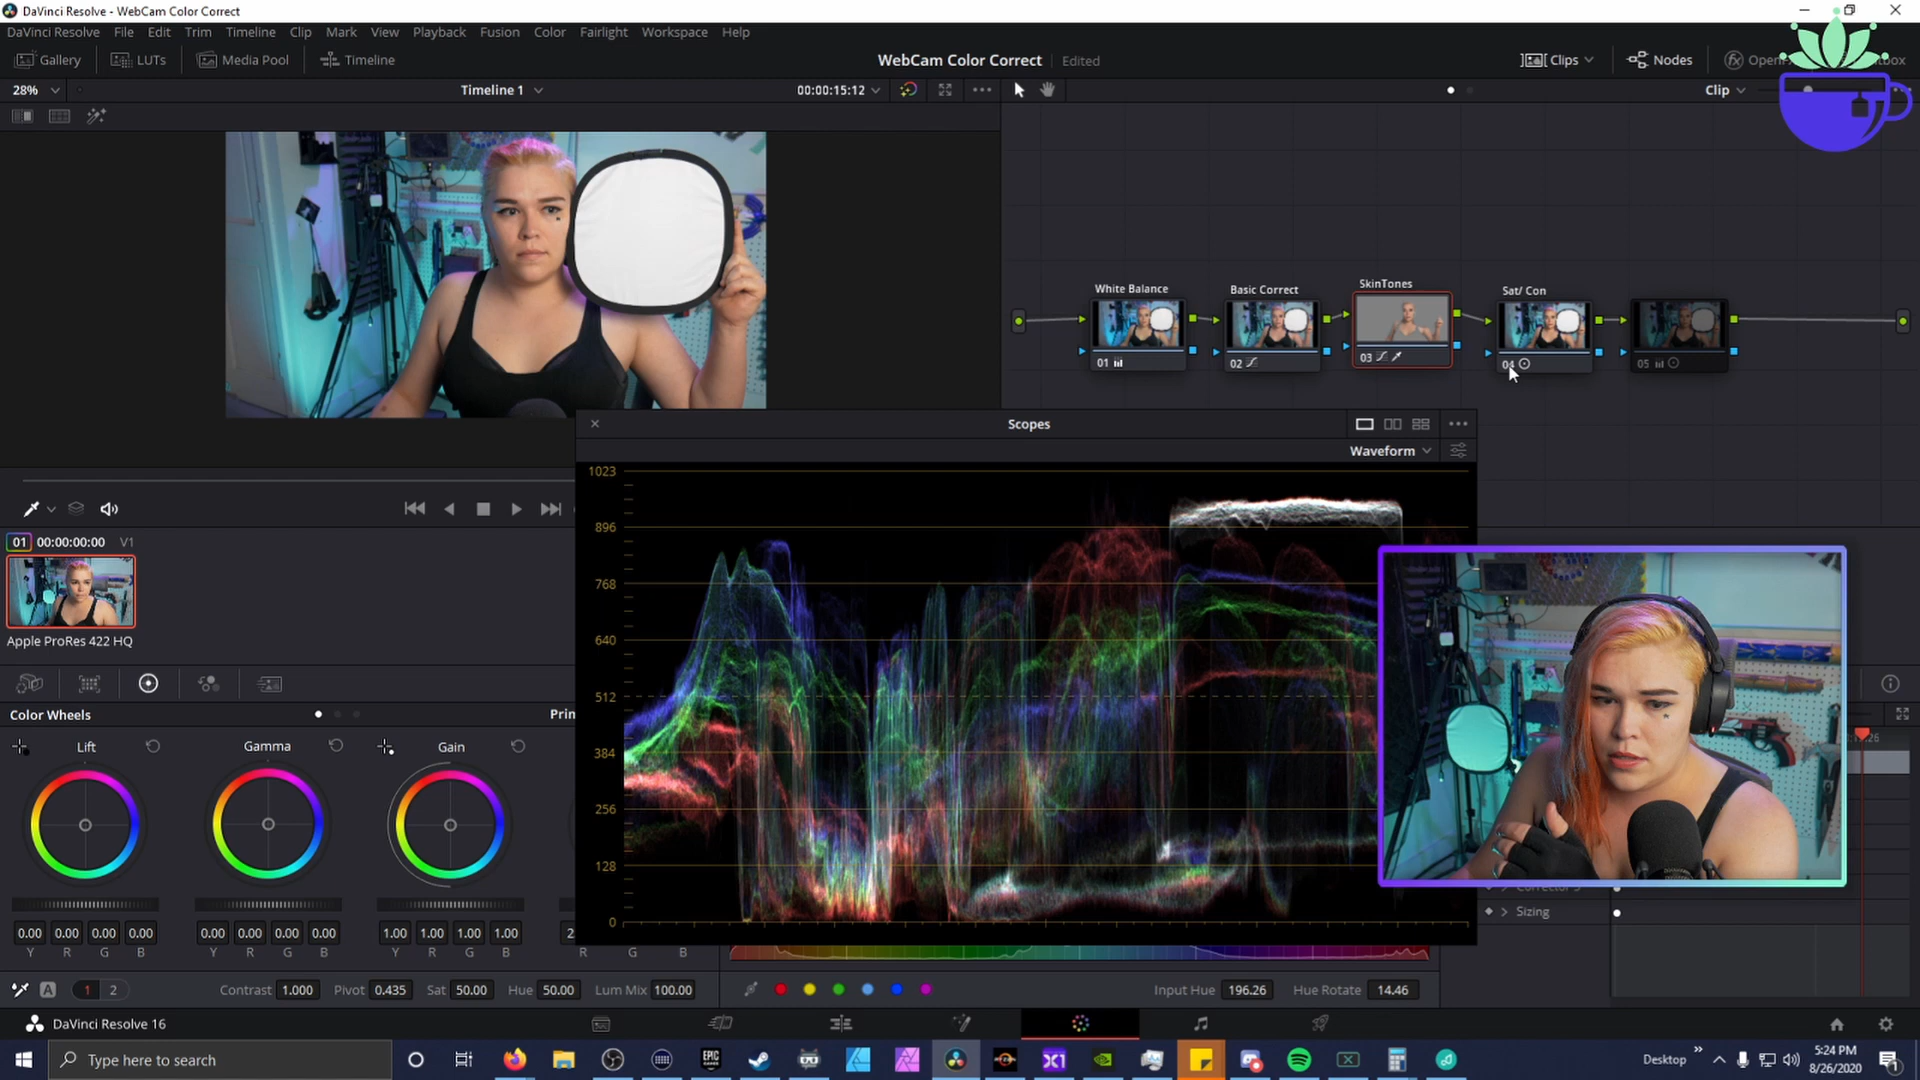 DaVinci Resolve - WebCam Color Correct
DaVinci Resolve File Edit Trim Timeline Clip Mark View Playback Fusion Color Fairlight Workspace Help
Gallery LUTs Media Pool Timeline WebCam Color Correct Edited Clips Nodes
28% Timeline 1 00:00:15:12 Clip
White Balance Basic Correct SkinTones Sat/ Con
01 02 03 04 05
Scopes
Waveform
1023
896
768
640
512
384
256
128
0
01 00:00:00:00 V1
Apple ProRes 422 HQ
Color Wheels
Lift Gamma Gain
0.00 0.00 0.00 0.00 0.00 0.00 0.00 0.00 1.00 1.00 1.00 1.00
Y R G B Y R G B Y R G B R G B
Sizing
A 1 2 Contrast 1.000 Pivot 0.435 Sat 50.00 Hue 50.00 Lum Mix 100.00 Input Hue 196.26 Hue Rotate 14.46
DaVinci Resolve 16
Type here to search
EPIC
X1
Desktop
5:24 PM
8/26/2020
1